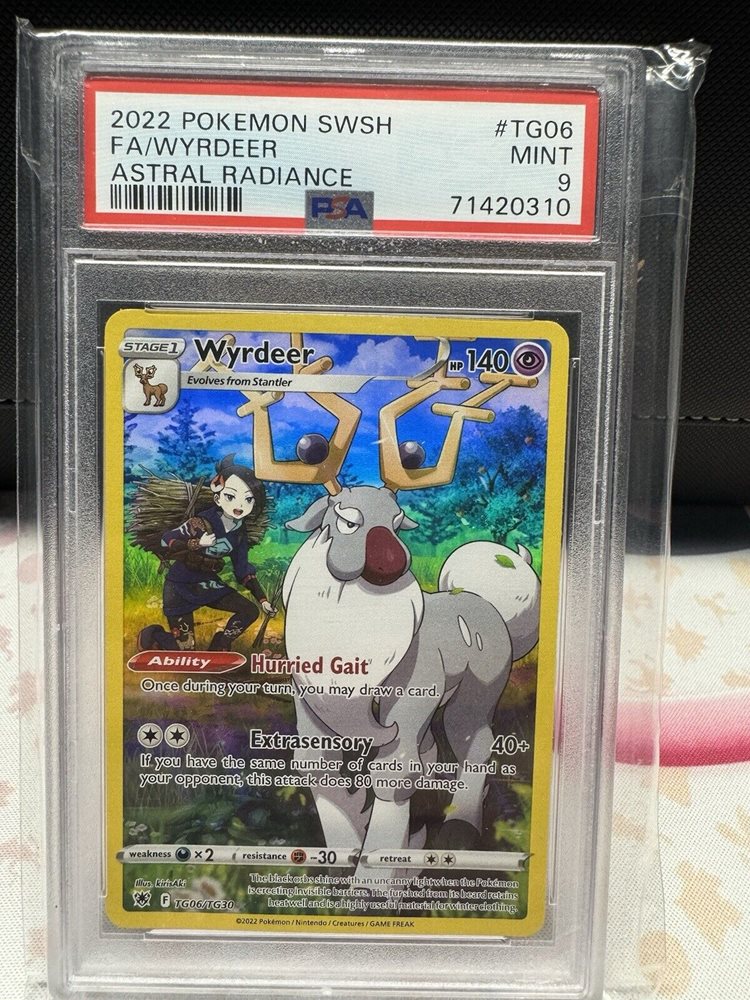 2022 POKEMON SWSH #TG06
FA/WYRDEER MINT
ASTRAL RADIANCE 9
PSA 71420310
STAGE1 Wyrdeer HP 140
Evolves from Stantler
Ability Hurried Gait
Once during your turn, you may draw a card.
Extrasensory 40+
If you have the same number of cards in your hand as
your opponent, this attack does 80 more damage.
weakness ×2 resistance -30 retreat
Illus. kirisAki
The black orbs shine with an uncanny light when the Pokémon
is erecting invisible barriers. The fur shed from its beard retains
heat well and is a highly useful material for winter clothing.
F TG06/TG30
©2022 Pokémon / Nintendo / Creatures / GAME FREAK